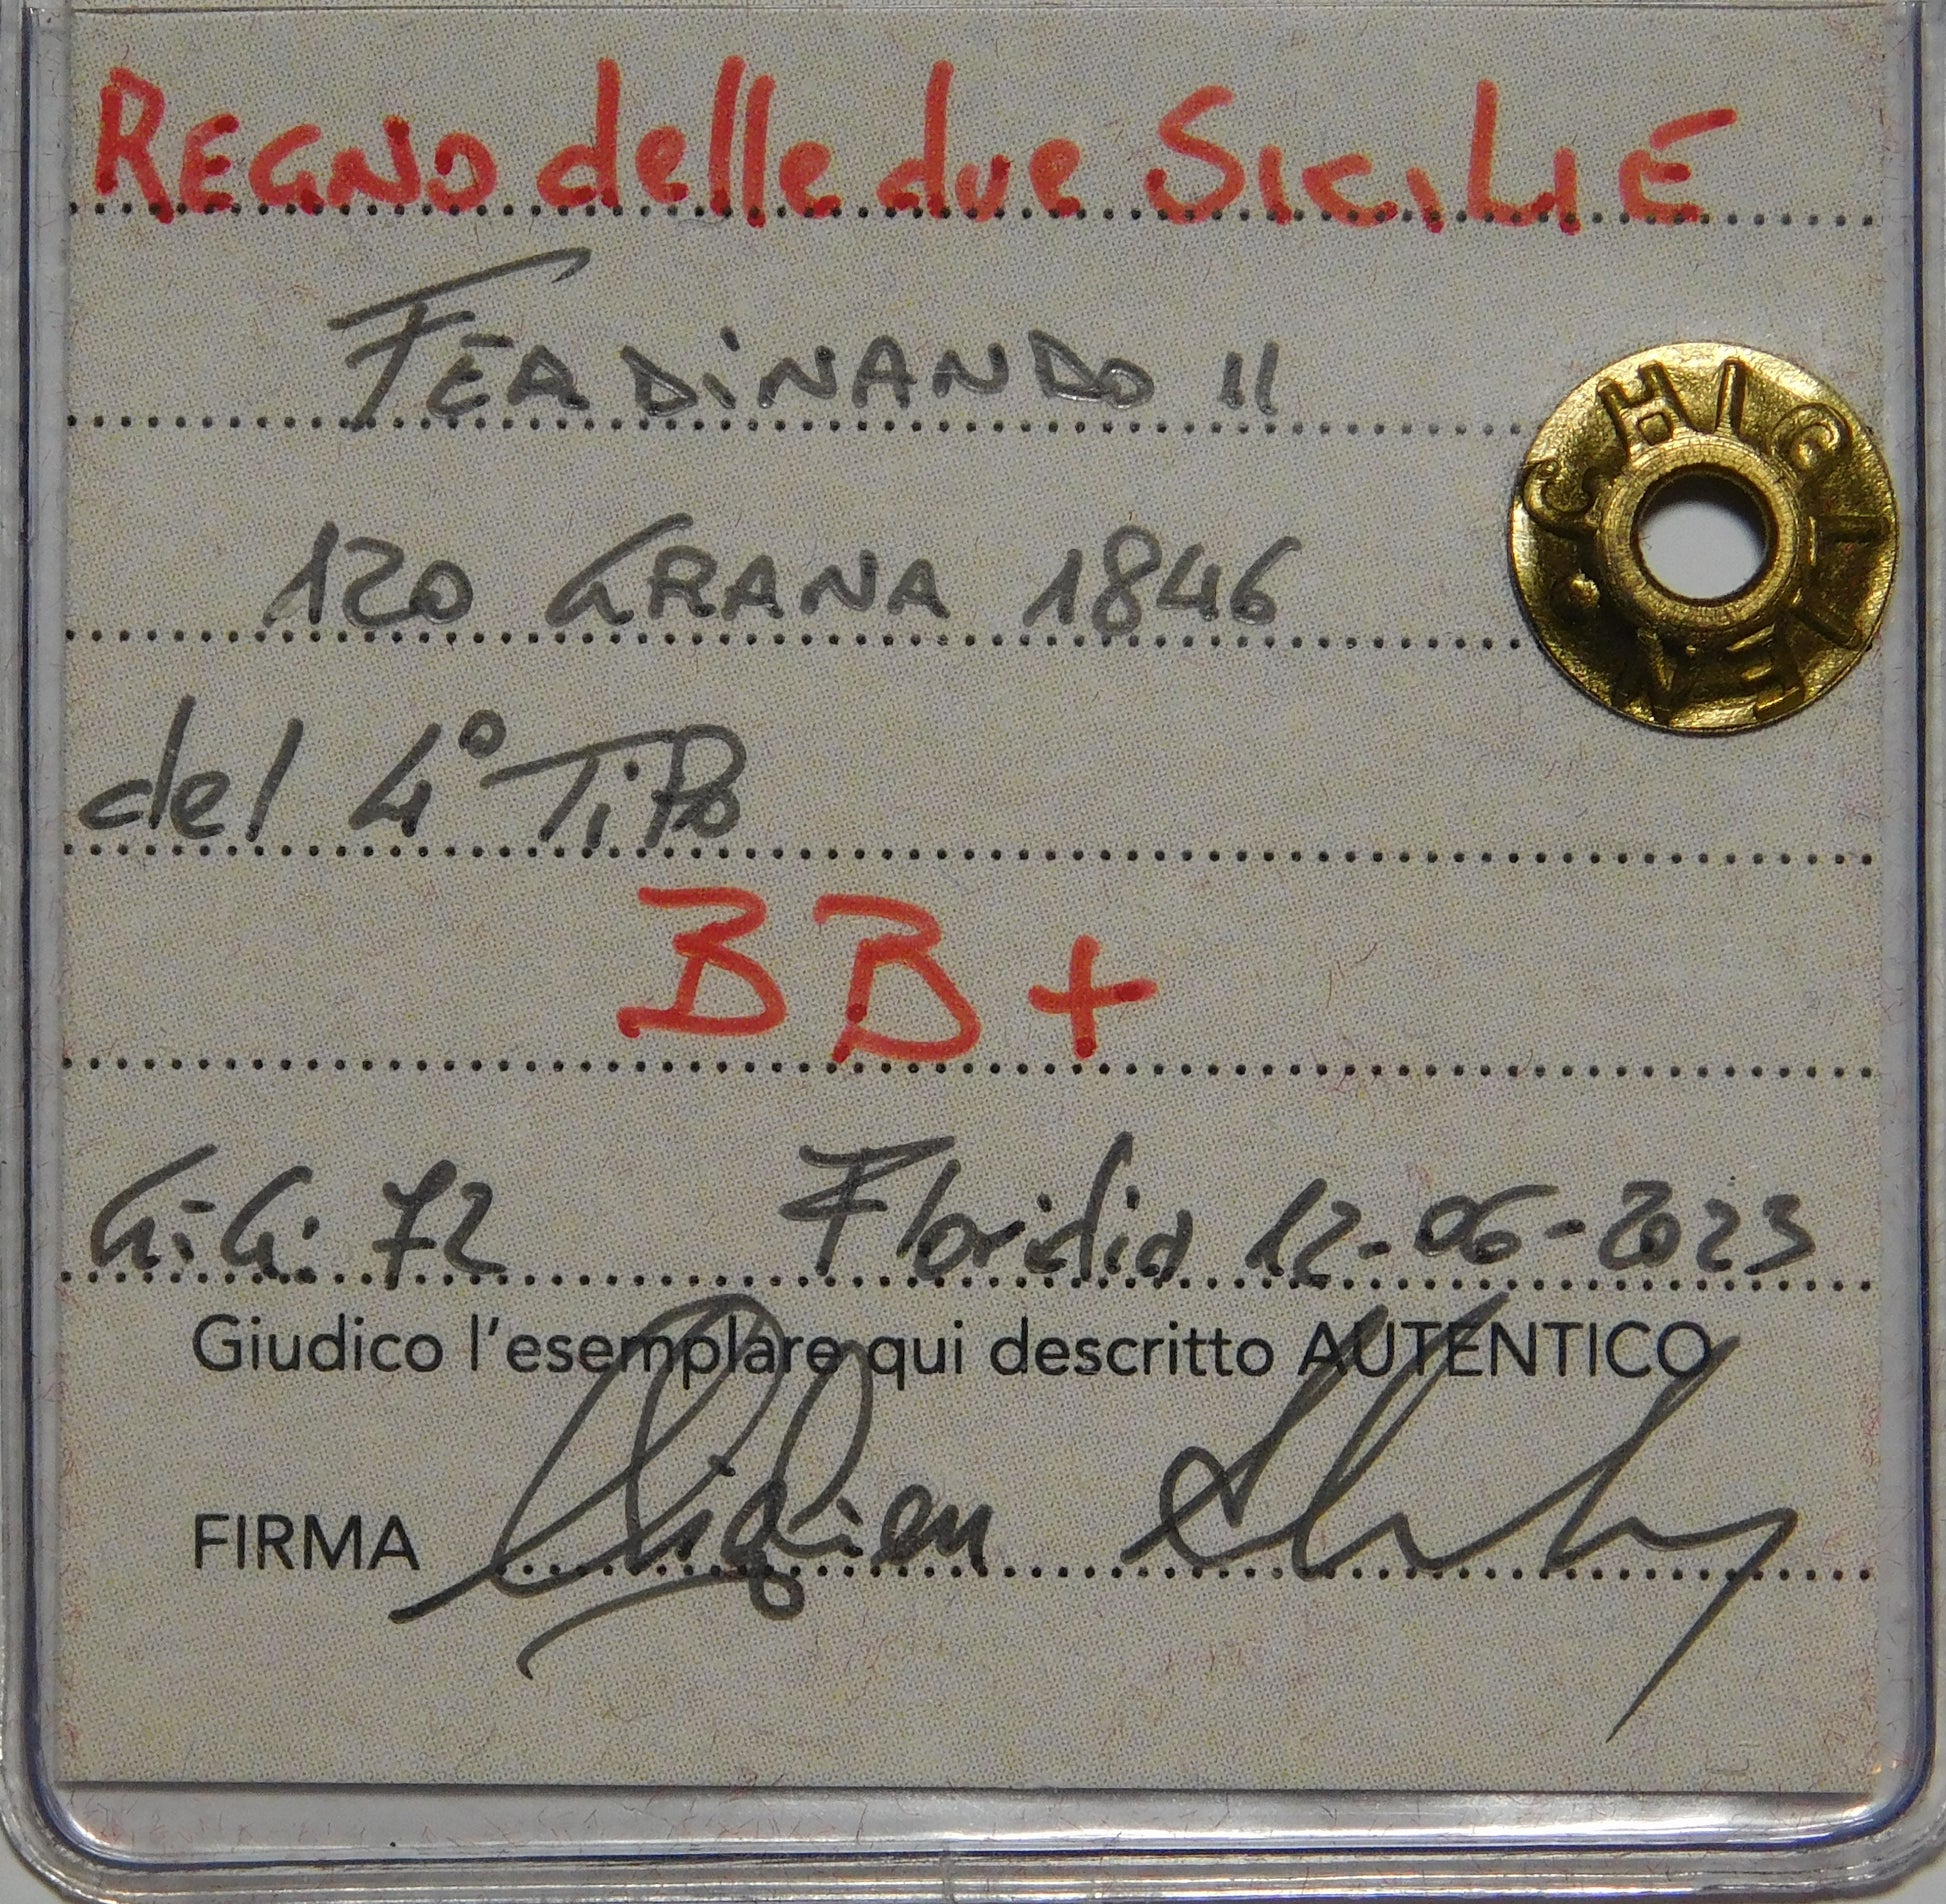 REGNO delle due SICILIE
FERDINANDO II
120 GRANA 1846
del 4° TiPo
BB+
G.G. 72 Floridia 12-06-2023
Giudico l'esemplare qui descritto AUTENTICO
FIRMA